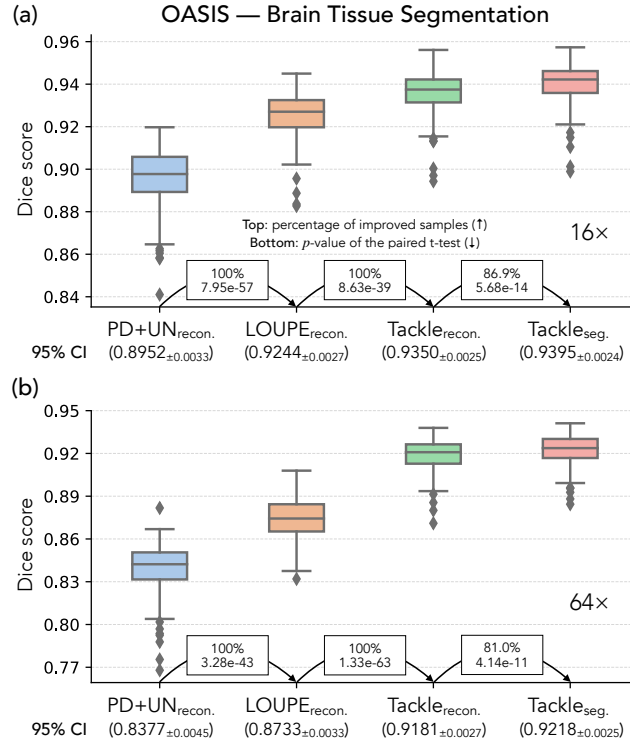 (a) OASIS — Brain Tissue Segmentation
0.96
0.94
0.92
0.90
0.88
0.86
0.84
Dice score
Top: percentage of improved samples (↑)
Bottom: p-value of the paired t-test (↓)
16×
100%
7.95e-57
100%
8.63e-39
86.9%
5.68e-14
PD+UNrecon. LOUPErecon. Tacklerecon. Tackleseg.
95% CI (0.8952±0.0033) (0.9244±0.0027) (0.9350±0.0025) (0.9395±0.0024)
(b)
0.95
0.92
0.89
0.86
0.83
0.80
0.77
Dice score
64×
100%
3.28e-43
100%
1.33e-63
81.0%
4.14e-11
PD+UNrecon. LOUPErecon. Tacklerecon. Tackleseg.
95% CI (0.8377±0.0045) (0.8733±0.0033) (0.9181±0.0027) (0.9218±0.0025)